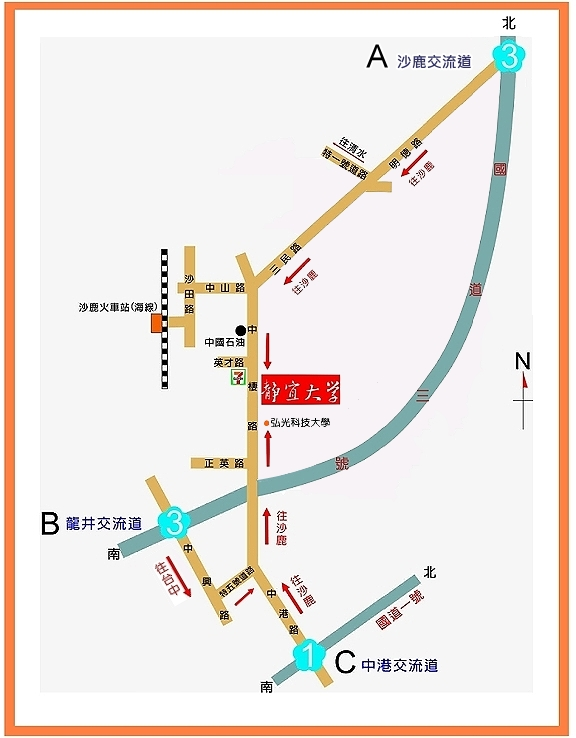 北
A 沙鹿交流道
3
往清水
特一號道路
明德路
往沙鹿
國道三號
三民路
往沙鹿
沙田路
中山路
沙鹿火車站(海線)
中國石油
中棲路
英才路
7
靜宜大学
N
弘光科技大學
正英路
B 龍井交流道
3
南
往沙鹿
往台中
中興路
特五號道路
往沙鹿
中港路
北
國道一號
1
C 中港交流道
南